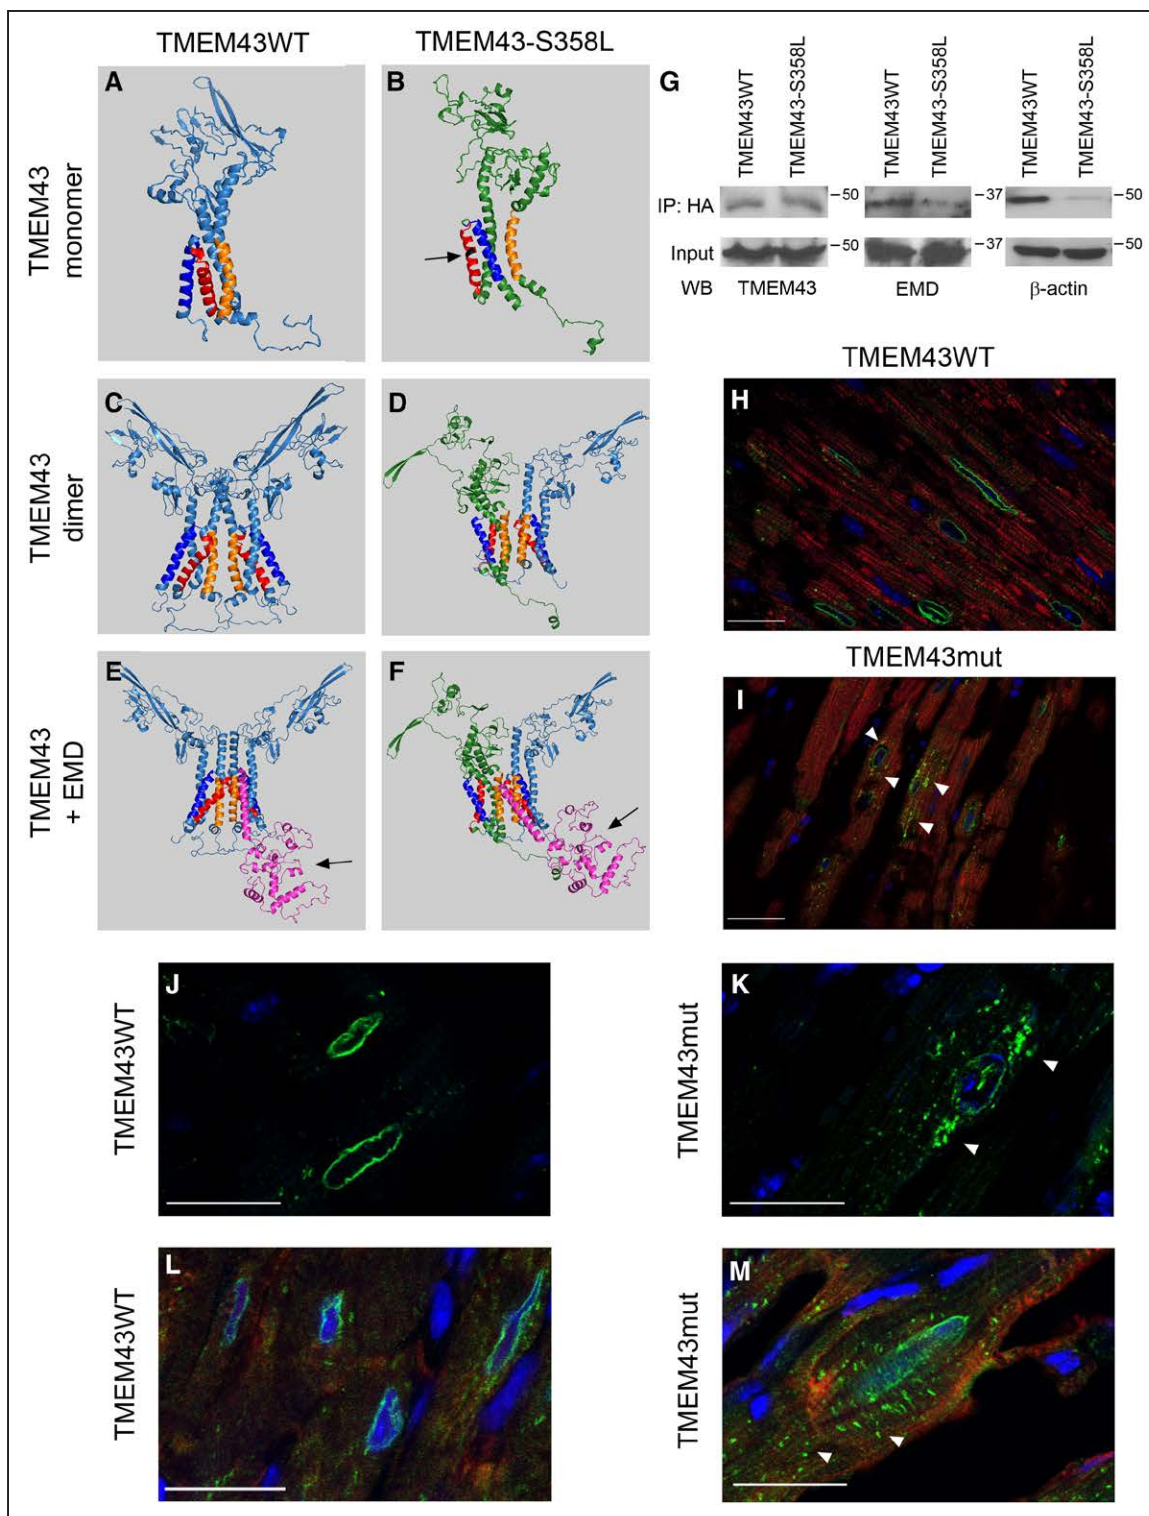 TMEM43WT
TMEM43-S358L
TMEM43
monomer
A
B
G
TMEM43WT
TMEM43-S358L
TMEM43WT
TMEM43-S358L
TMEM43WT
TMEM43-S358L
IP: HA
–50
–37
–50
Input
–50
–37
–50
WB
TMEM43
EMD
β-actin
TMEM43
dimer
C
D
TMEM43WT
H
TMEM43
+ EMD
E
F
TMEM43mut
I
TMEM43WT
J
TMEM43mut
K
TMEM43WT
L
TMEM43mut
M